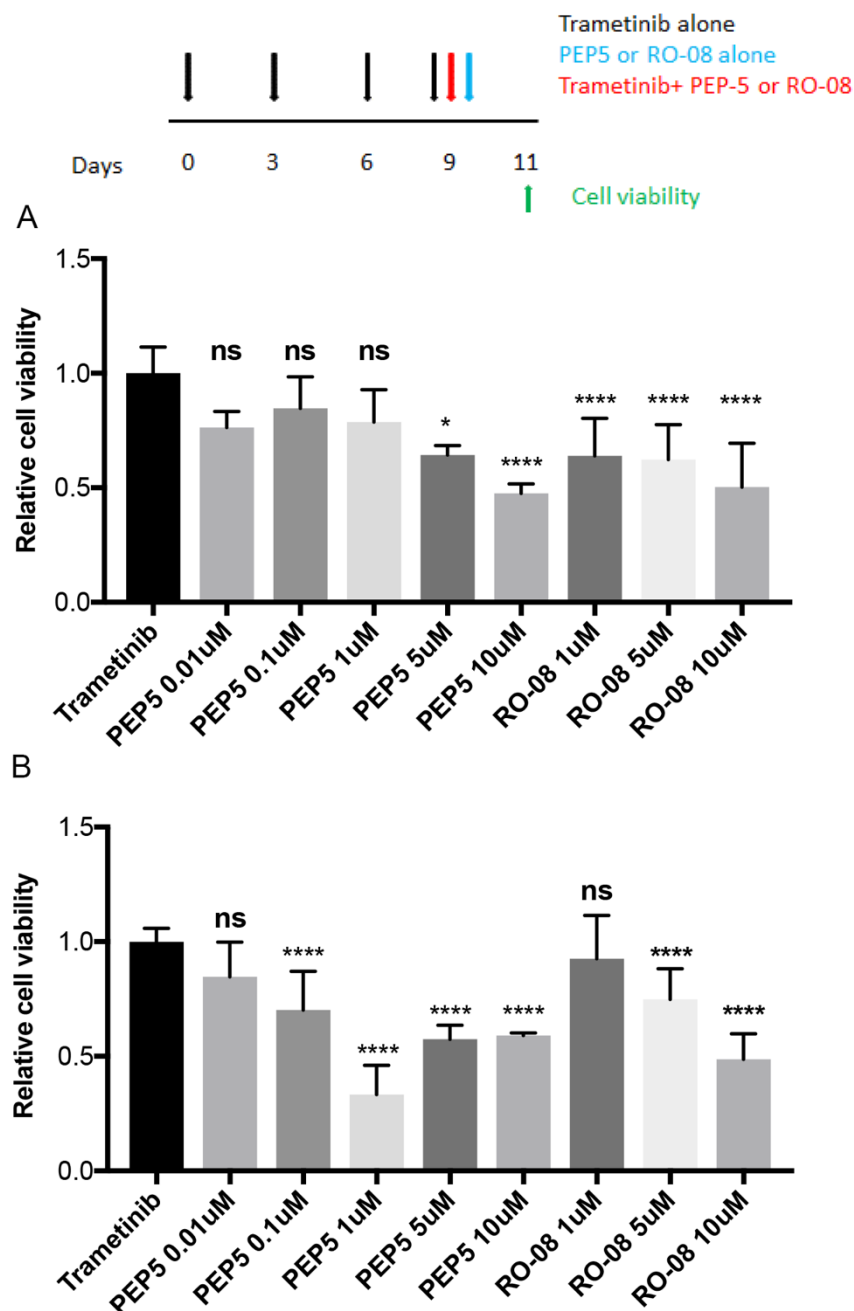 Trametinib alone
PEP5 or RO-08 alone
Trametinib+ PEP-5 or RO-08
Days 0 3 6 9 11
Cell viability
A
1.5
1.0
0.5
0.0
Relative cell viability
ns ns ns * **** **** **** ****
Trametinib
PEP5 0.01uM
PEP5 0.1uM
PEP5 1uM
PEP5 5uM
PEP5 10uM
RO-08 1uM
RO-08 5uM
RO-08 10uM
B
1.5
1.0
0.5
0.0
Relative cell viability
ns **** **** **** **** ns **** ****
Trametinib
PEP5 0.01uM
PEP5 0.1uM
PEP5 1uM
PEP5 5uM
PEP5 10uM
RO-08 1uM
RO-08 5uM
RO-08 10uM